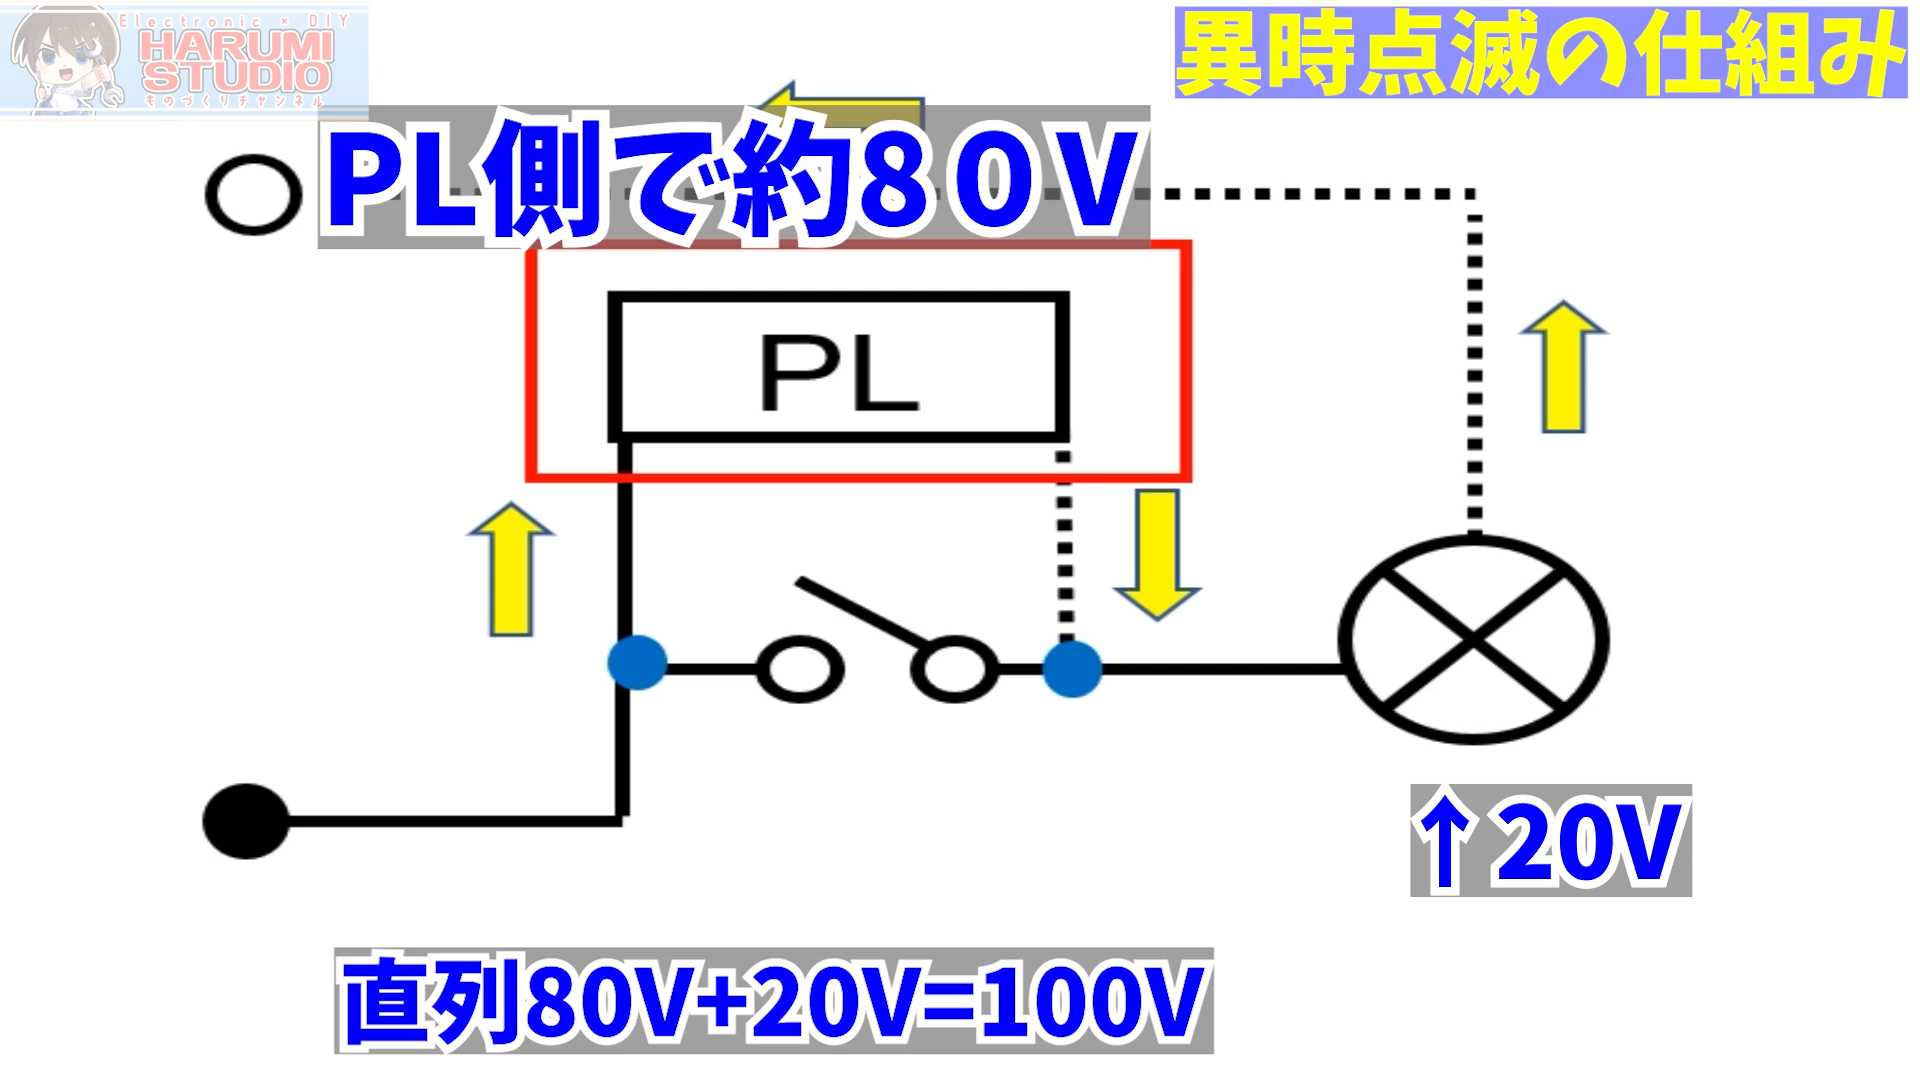 Electronic × DIY
HARUMI
STUDIO
ものづくりチャンネル
異時点滅の仕組み
PL側で約80V
PL
↑20V
直列80V+20V=100V